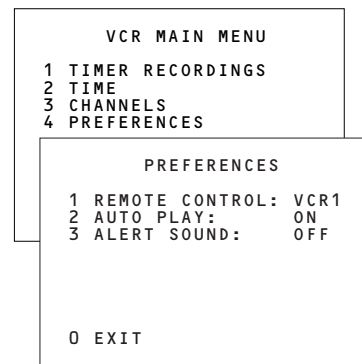 VCR MAIN MENU
1 TIMER RECORDINGS
2 TIME
3 CHANNELS
4 PREFERENCES
PREFERENCES
1 REMOTE CONTROL: VCR1
2 AUTO PLAY: ON
3 ALERT SOUND: OFF
0 EXIT